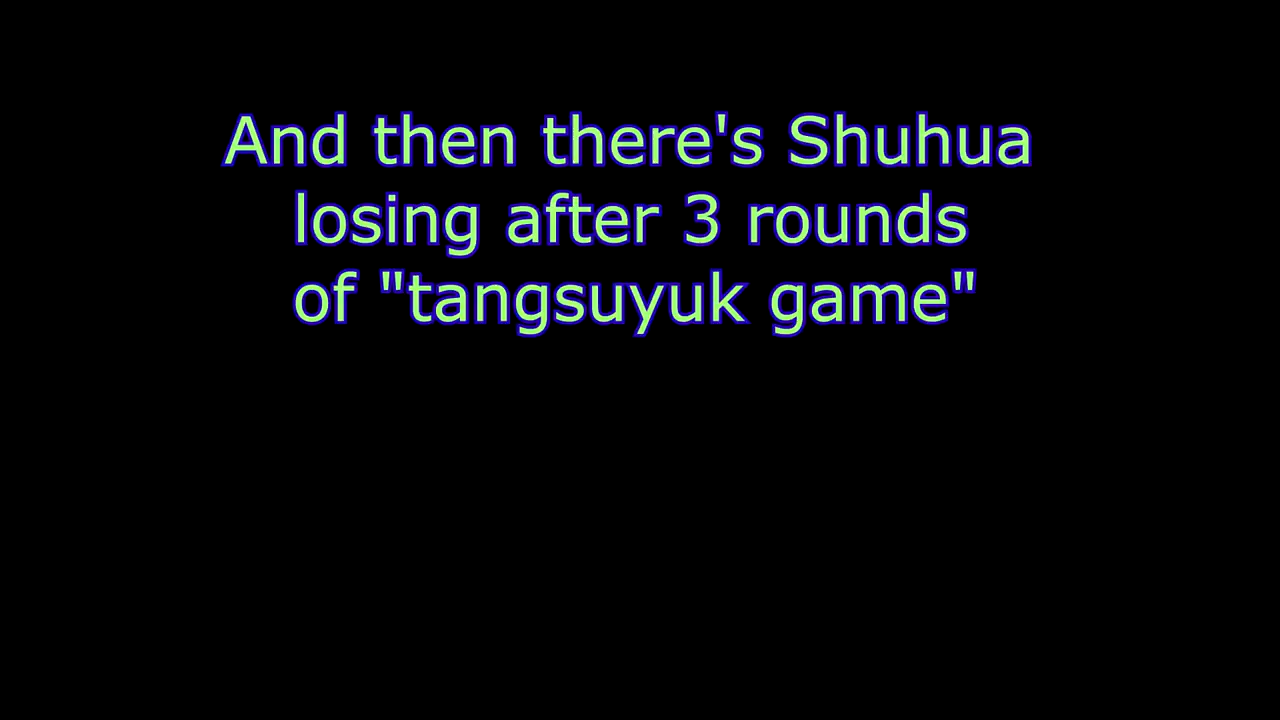 And then there's Shuhua
losing after 3 rounds
of "tangsuyuk game"